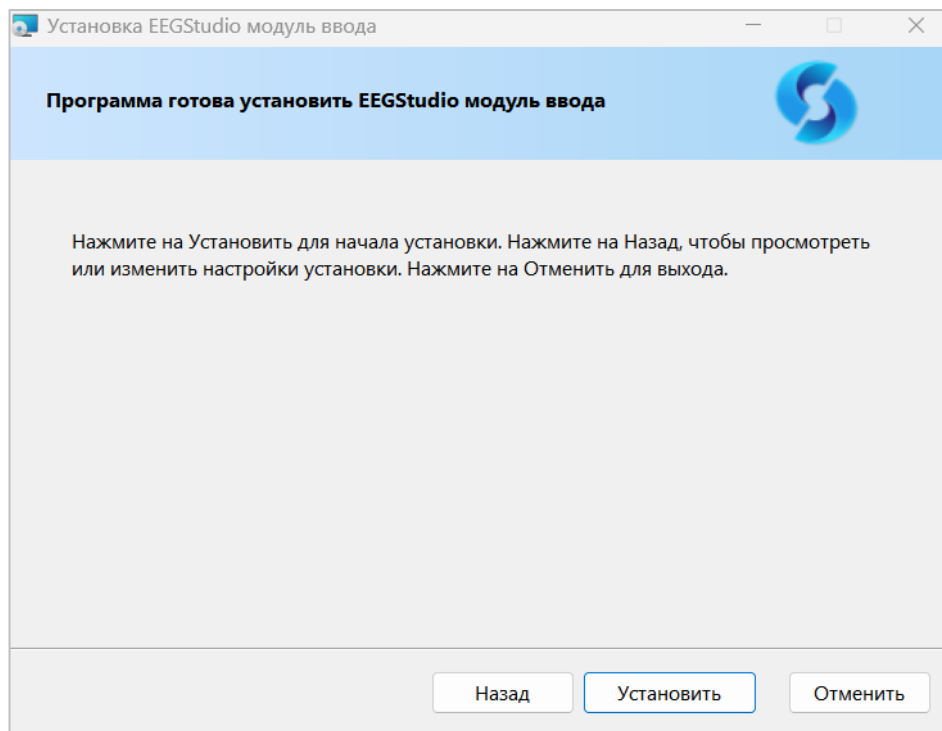 Установка EEGStudio модуль ввода
Программа готова установить EEGStudio модуль ввода
Нажмите на Установить для начала установки. Нажмите на Назад, чтобы просмотреть
или изменить настройки установки. Нажмите на Отменить для выхода.
Назад
Установить
Отменить